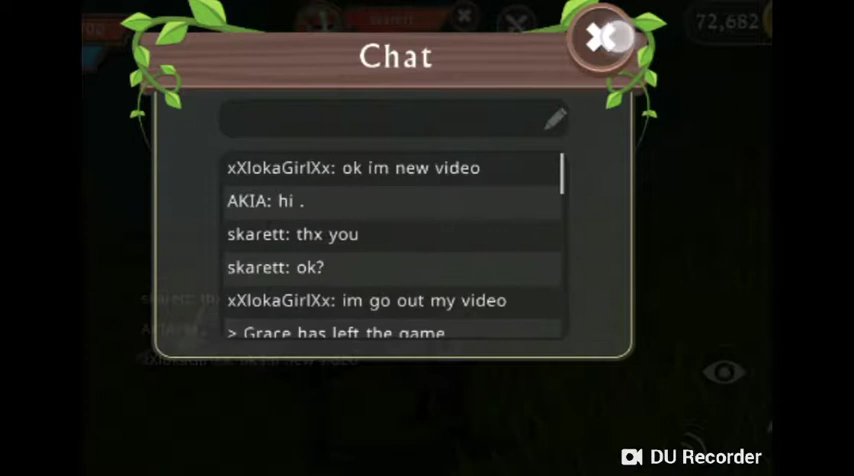 skarett
72,682
Chat
xXlokaGirlXx: ok im new video
AKIA: hi .
skarett: thx you
skarett: ok?
xXlokaGirlXx: im go out my video
> Grace has left the game
DU Recorder